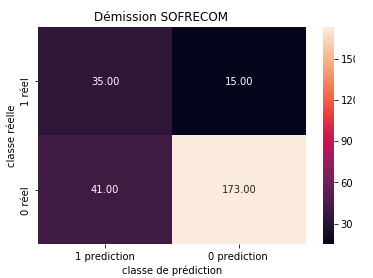 Démission SOFRECOM
1 réel
35.00
15.00
0 réel
41.00
173.00
classe réelle
1 prediction
0 prediction
classe de prédiction
150
120
90
60
30